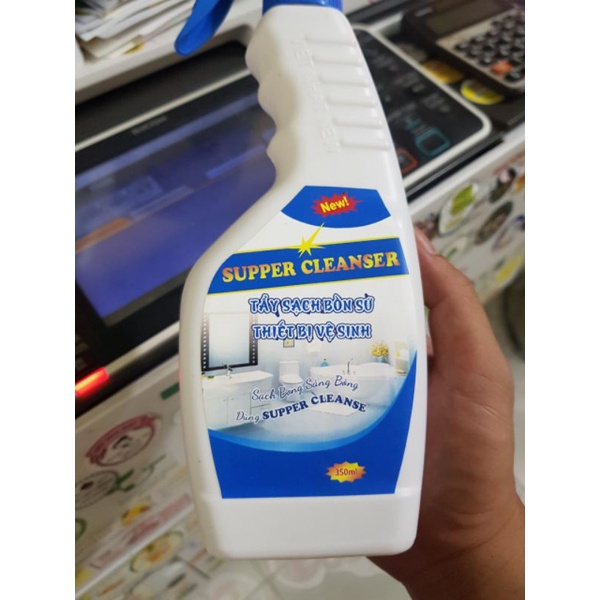 New!
SUPPER CLEANSER
TẨY SẠCH BỒN SỨ
THIẾT BỊ VỆ SINH
Sạch Bong Sáng Bóng
Dùng SUPPER CLEANSE
350ml